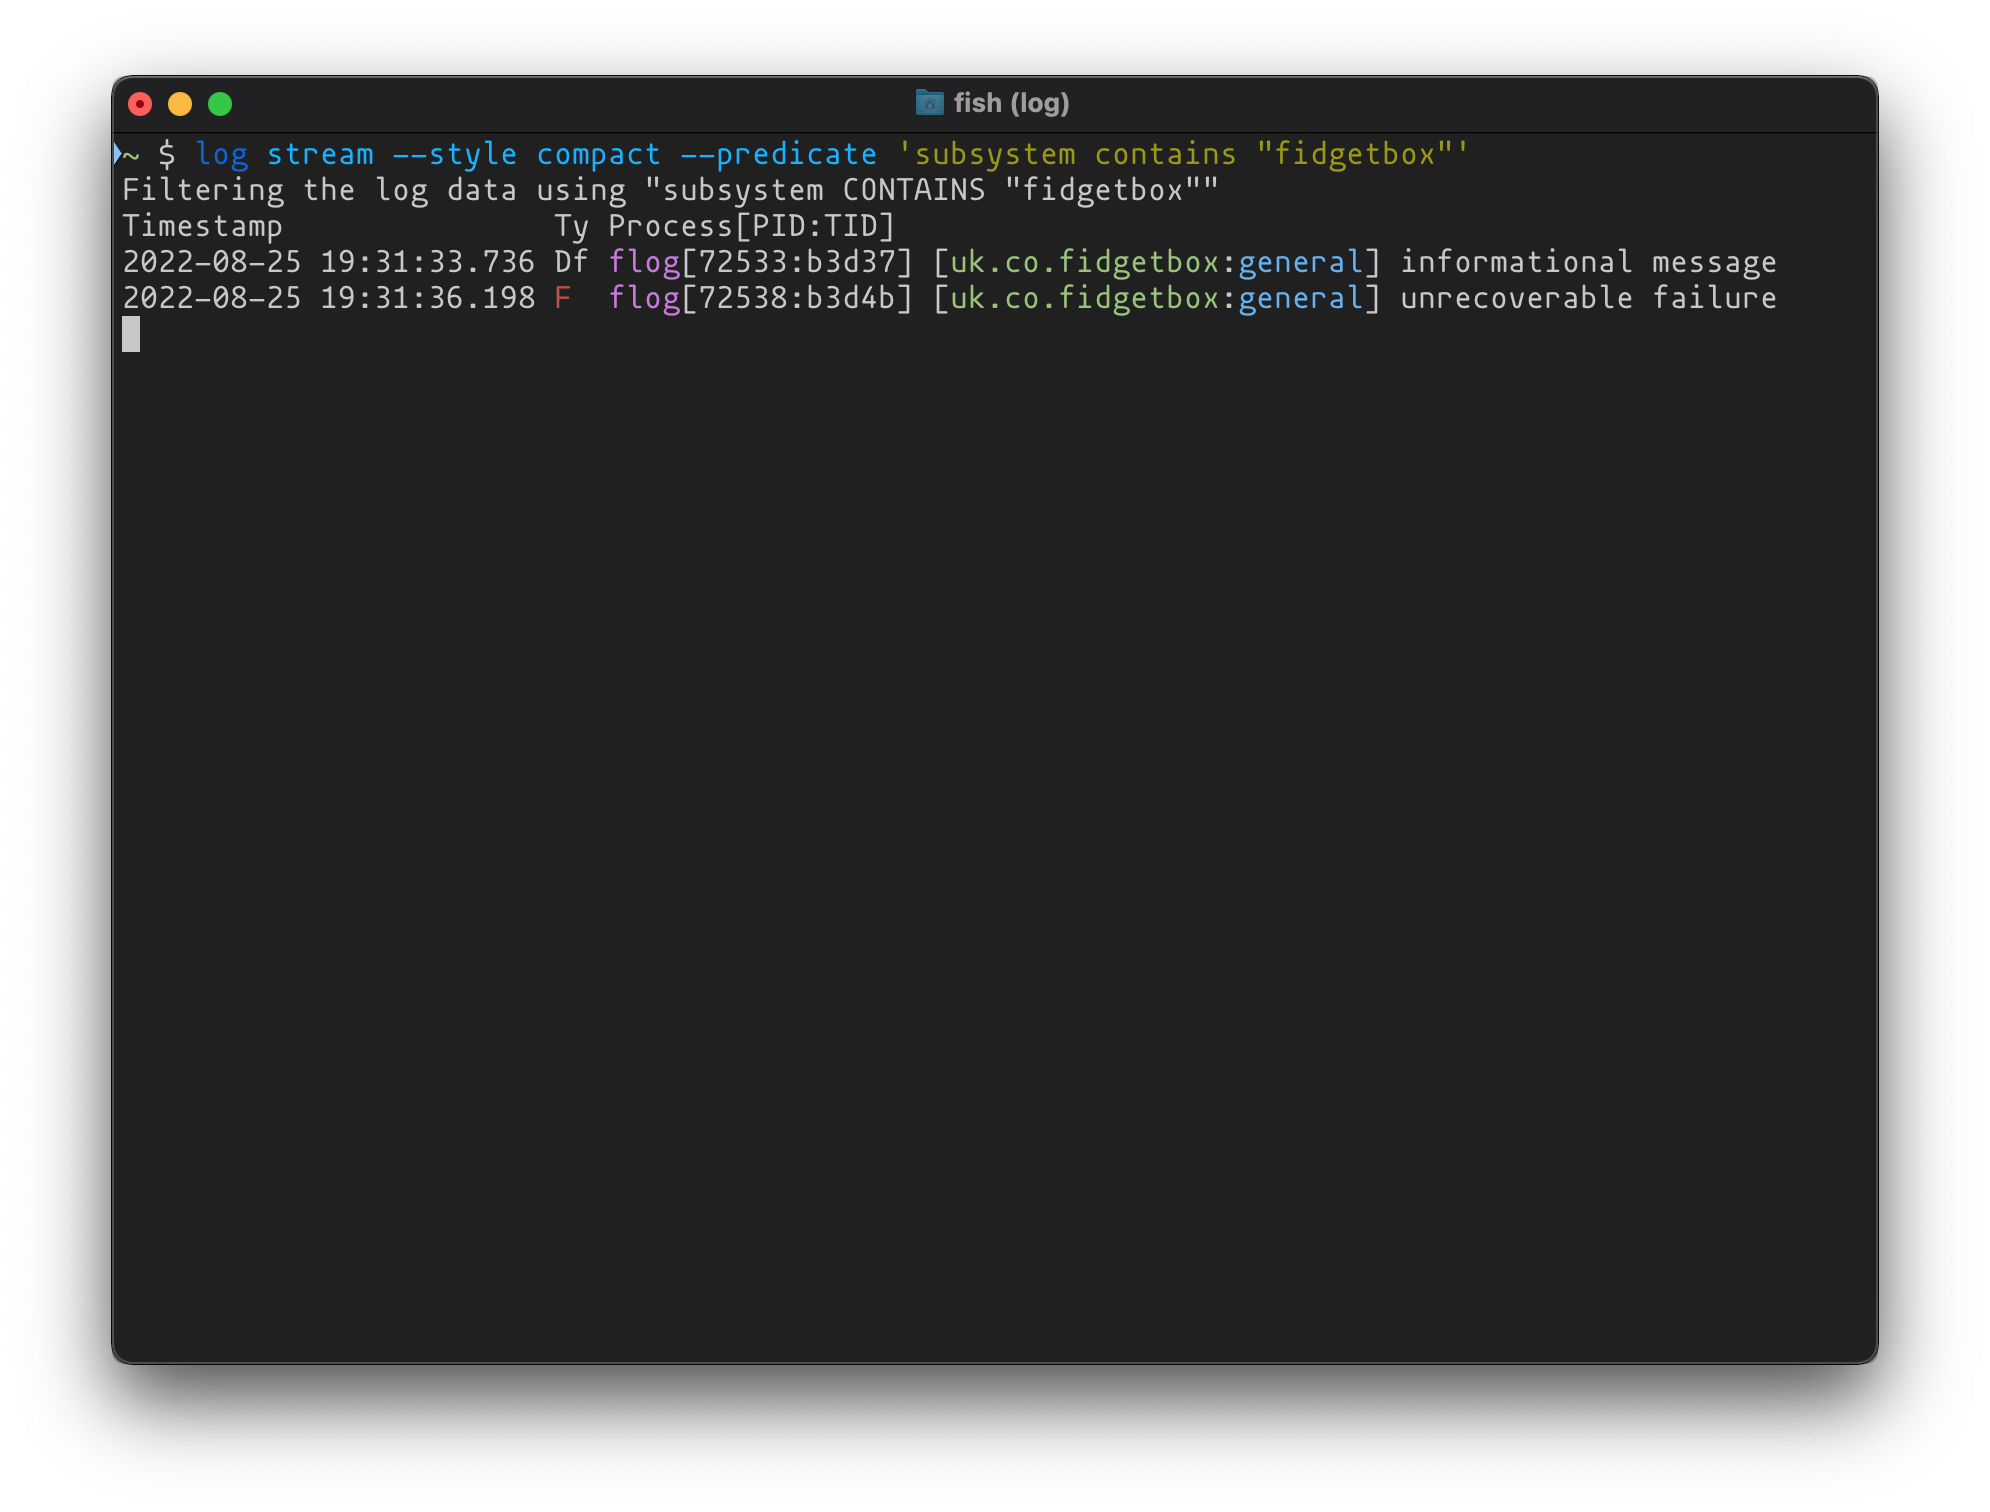 fish (log)
~ $ log stream --style compact --predicate 'subsystem contains "fidgetbox"'
Filtering the log data using "subsystem CONTAINS "fidgetbox""
Timestamp               Ty Process[PID:TID]
2022-08-25 19:31:33.736 Df flog[72533:b3d37] [uk.co.fidgetbox:general] informational message
2022-08-25 19:31:36.198 F  flog[72538:b3d4b] [uk.co.fidgetbox:general] unrecoverable failure